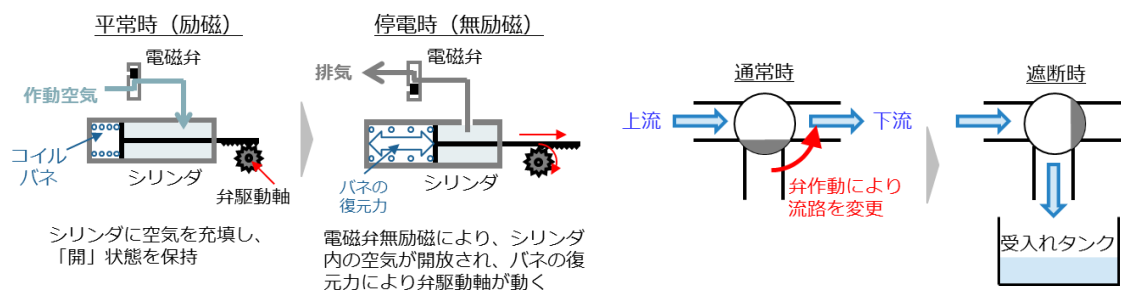 平常時（励磁）
電磁弁
作動空気
コイル
バネ
シリンダ
弁駆動軸
シリンダに空気を充填し、
「開」状態を保持
停電時（無励磁）
電磁弁
排気
バネの
復元力
シリンダ
電磁弁無励磁により、シリンダ
内の空気が開放され、バネの復
元力により弁駆動軸が動く
通常時
上流
下流
弁作動により
流路を変更
遮断時
受入れタンク